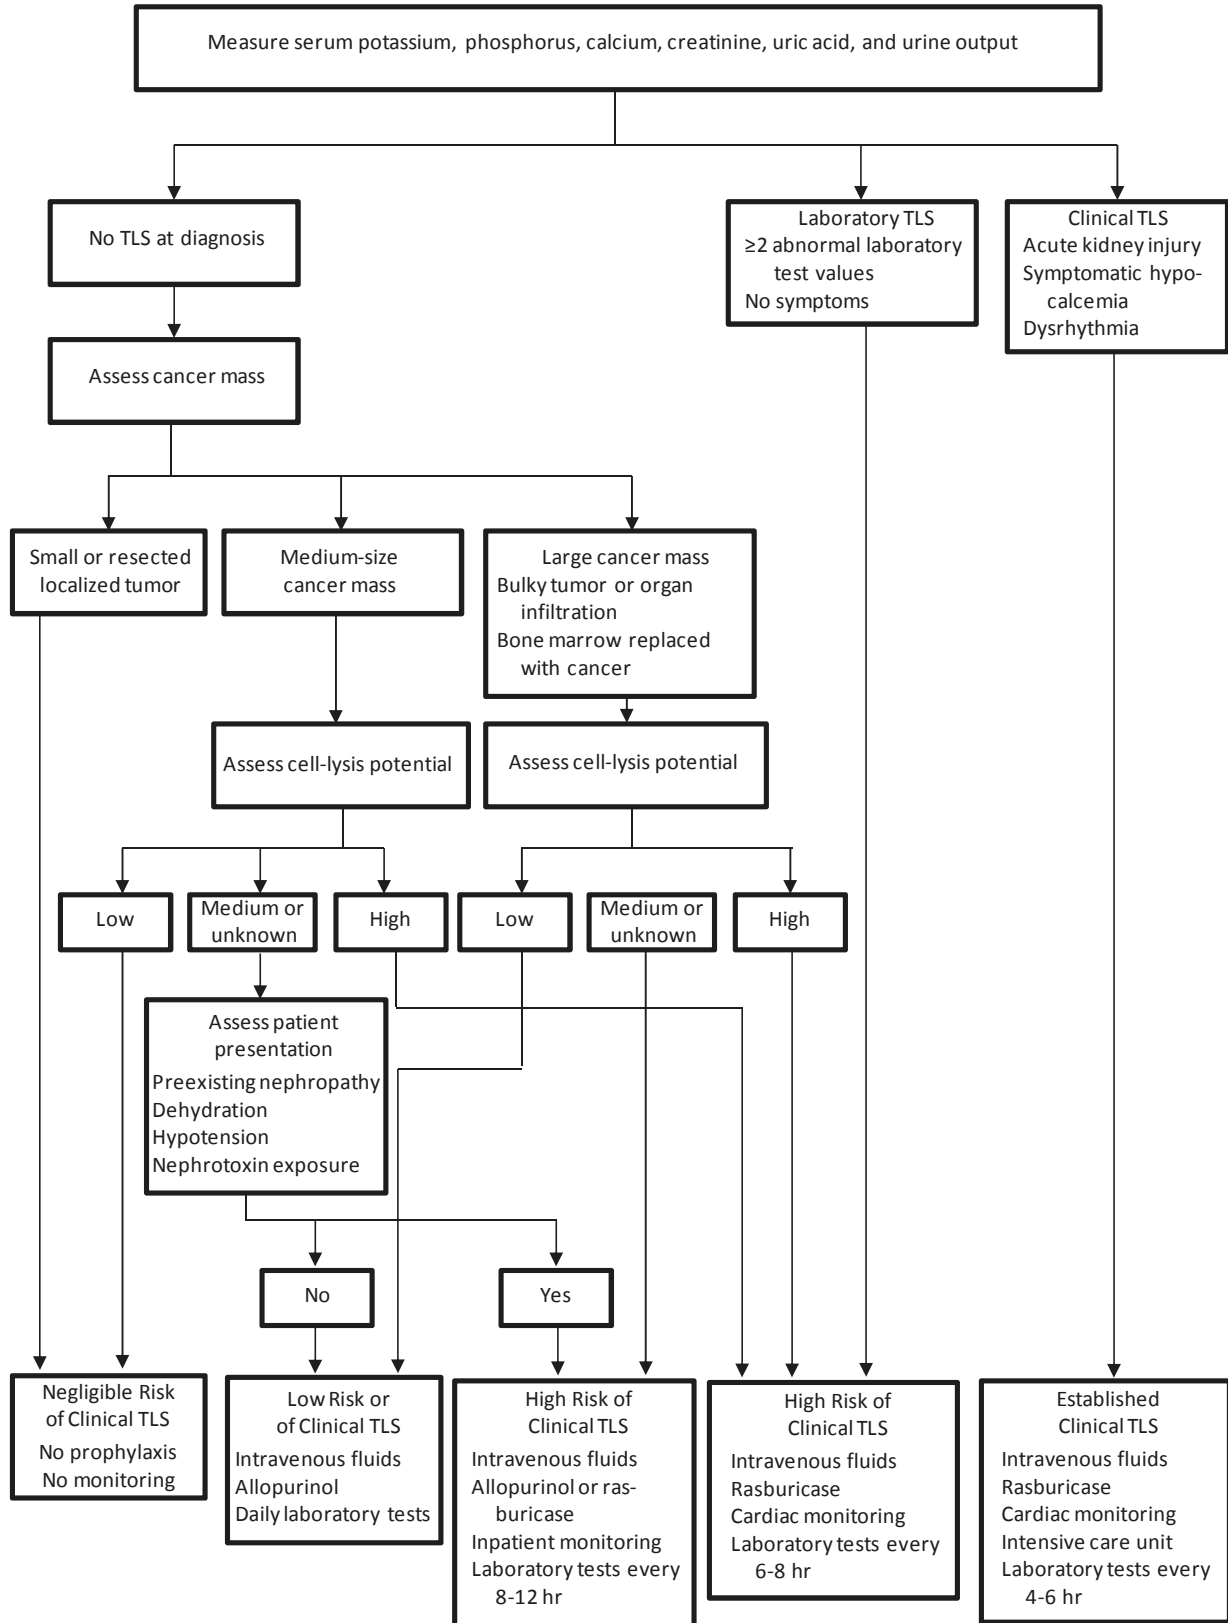 Measure serum potassium, phosphorus, calcium, creatinine, uric acid, and urine output
No TLS at diagnosis
Laboratory TLS
≥2 abnormal laboratory
test values
No symptoms
Clinical TLS
Acute kidney injury
Symptomatic hypo-
calcemia
Dysrhythmia
Assess cancer mass
Small or resected
localized tumor
Medium-size
cancer mass
Large cancer mass
Bulky tumor or organ
infiltration
Bone marrow replaced
with cancer
Assess cell-lysis potential
Assess cell-lysis potential
Low
Medium or
unknown
High
Low
Medium or
unknown
High
Assess patient
presentation
Preexisting nephropathy
Dehydration
Hypotension
Nephrotoxin exposure
No
Yes
Negligible Risk
of Clinical TLS
No prophylaxis
No monitoring
Low Risk or
of Clinical TLS
Intravenous fluids
Allopurinol
Daily laboratory tests
High Risk of
Clinical TLS
Intravenous fluids
Allopurinol or ras-
buricase
Inpatient monitoring
Laboratory tests every
8-12 hr
High Risk of
Clinical TLS
Intravenous fluids
Rasburicase
Cardiac monitoring
Laboratory tests every
6-8 hr
Established
Clinical TLS
Intravenous fluids
Rasburicase
Cardiac monitoring
Intensive care unit
Laboratory tests every
4-6 hr